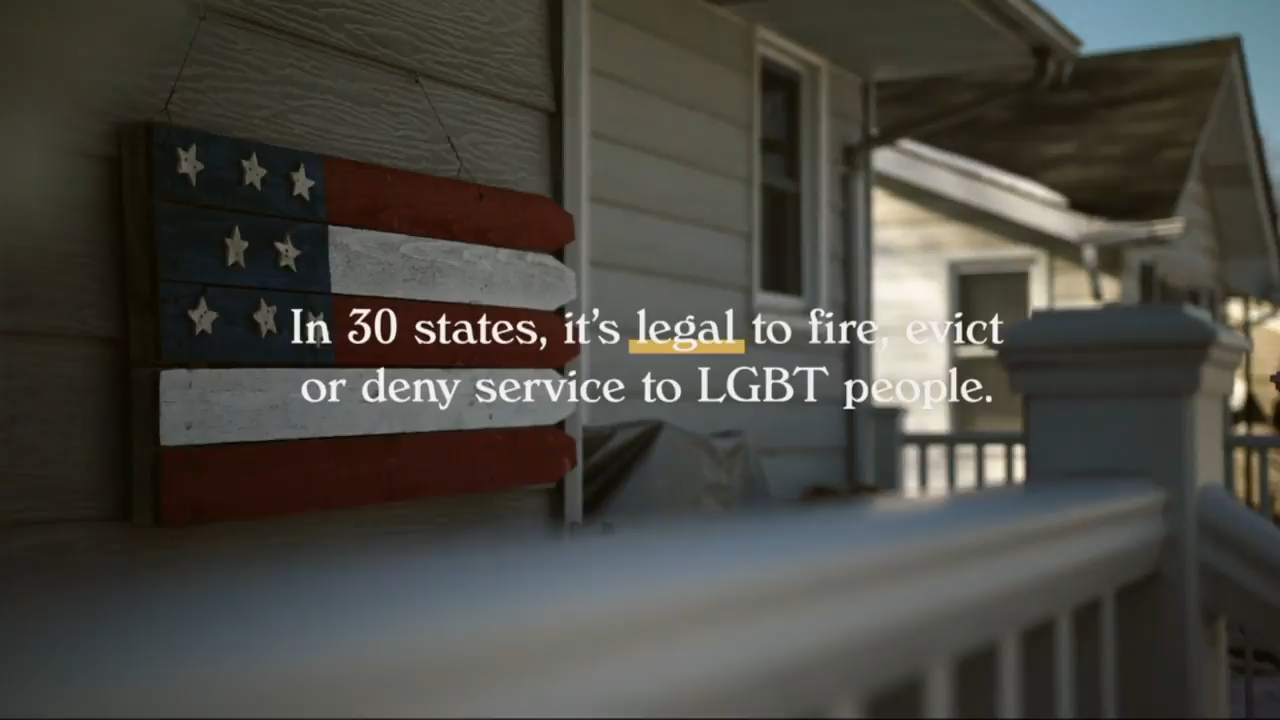 In 30 states, it's legal to fire, evict
or deny service to LGBT people.